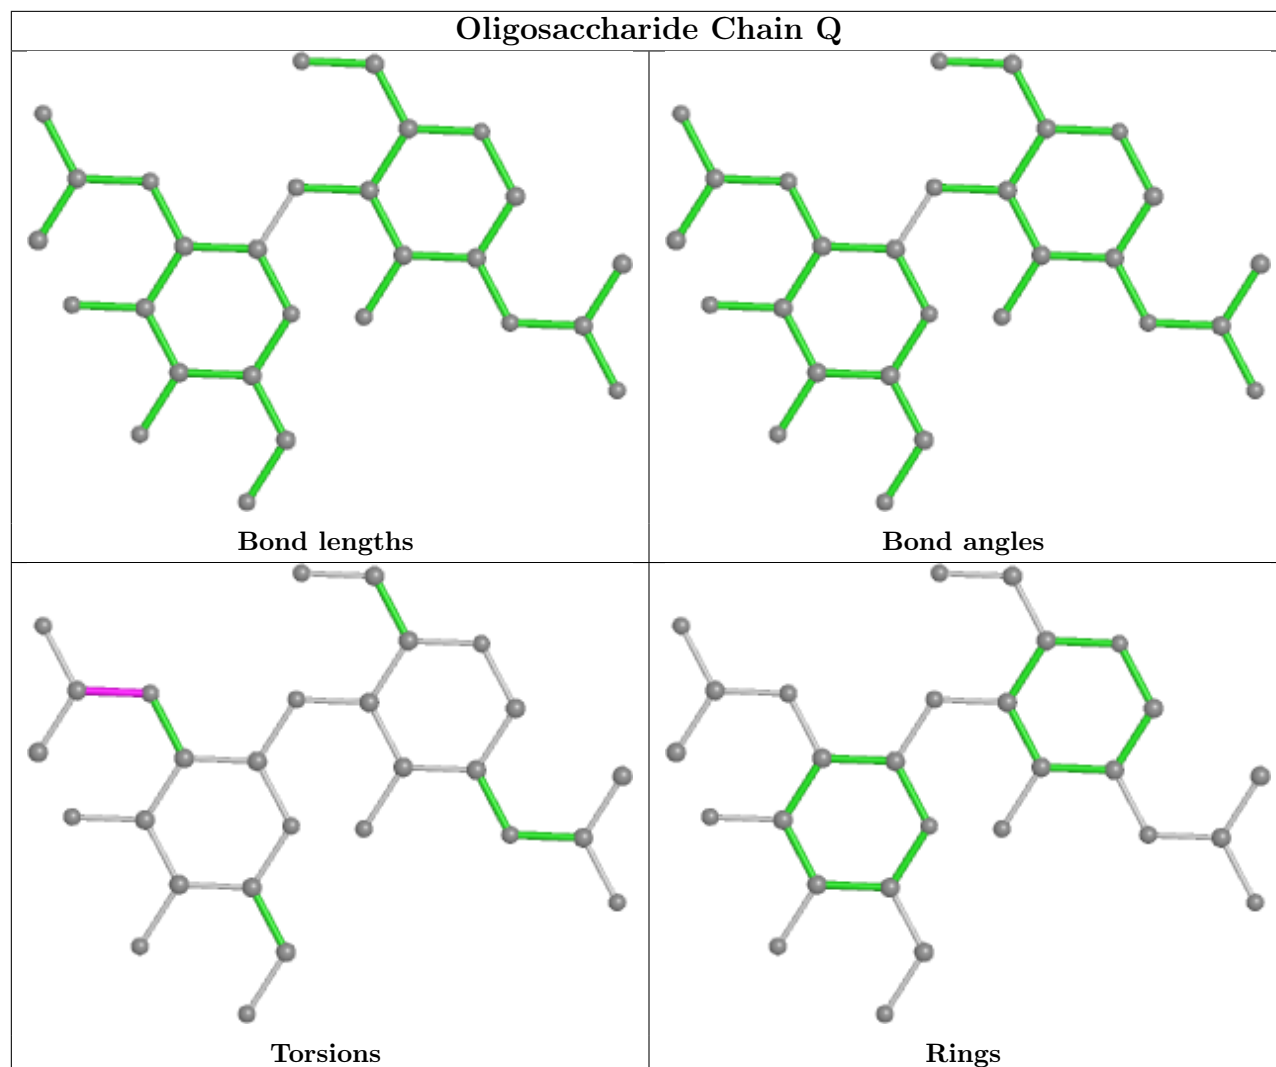 Oligosaccharide Chain Q
Bond lengths
Bond angles
Torsions
Rings